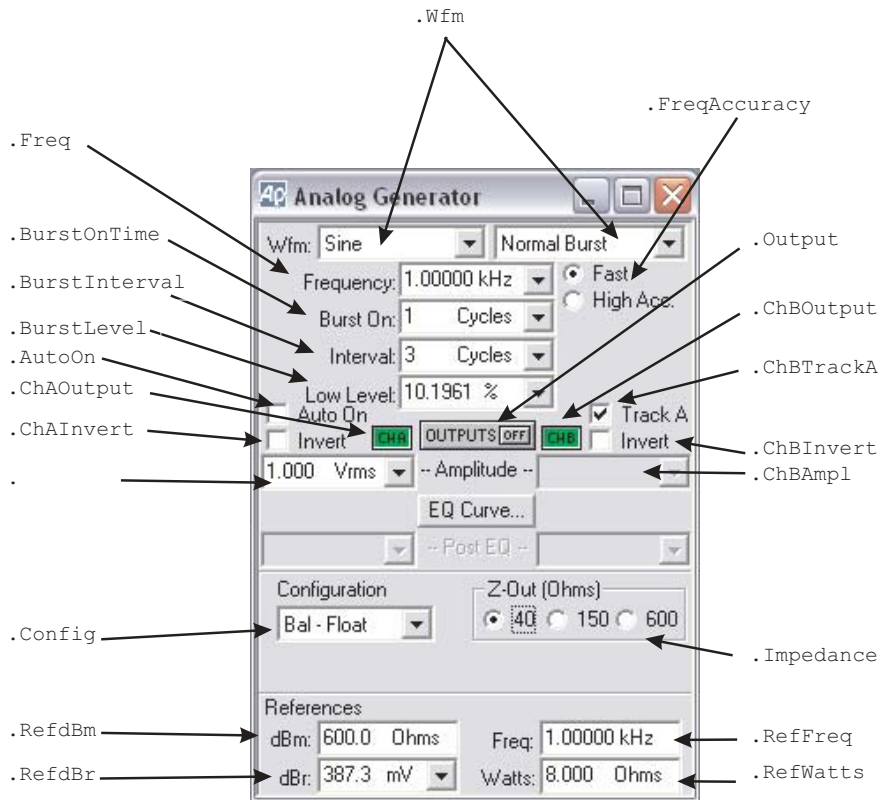 .Wfm
.FreqAccuracy
.Freq
Ap Analog Generator
.BurstOnTime
Wfm: Sine Normal Burst
.Output
Frequency: 1.00000 kHz Fast
.BurstInterval
High Acc.
.ChBOutput
Burst On: 1 Cycles
.BurstLevel
Interval: 3 Cycles
.AutoOn
.ChBTrackA
Low Level: 10.1961 %
.ChAOutput
Auto On Track A
.ChAInvert
Invert CHA OUTPUTS OFF CHB Invert
.ChBInvert
. 1.000 Vrms -- Amplitude -- .ChBAmpl
EQ Curve...
-- Post EQ --
Configuration Z-Out (Ohms)
.Config Bal - Float 40 150 600
.Impedance
References
.RefdBm dBm: 600.0 Ohms Freq: 1.00000 kHz .RefFreq
.RefdBr dBr: 387.3 mV Watts: 8.000 Ohms .RefWatts